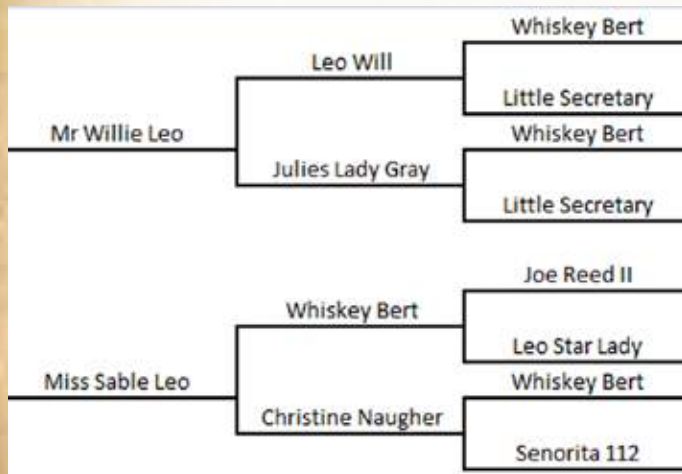 Whiskey Bert
Leo Will
Little Secretary
Mr Willie Leo
Whiskey Bert
Julies Lady Gray
Little Secretary
Joe Reed II
Whiskey Bert
Leo Star Lady
Miss Sable Leo
Whiskey Bert
Christine Naugher
Senorita 112